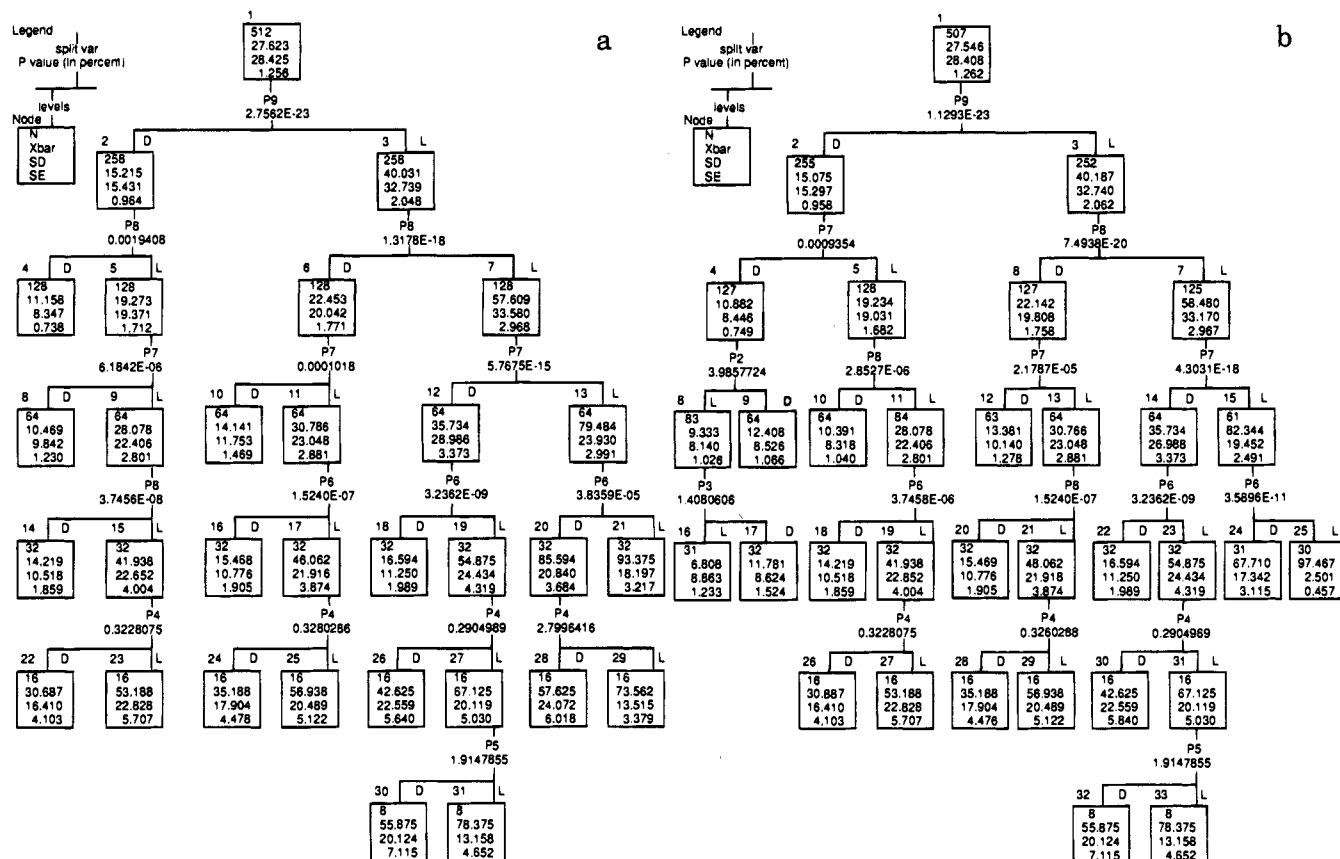 a
Legend
split var
P value (in percent)
levels
Node
N
Xbar
SD
SE
1
512
27.623
28.425
1.256
P9
2.7562E-23
2 D
258
15.215
15.431
0.964
3 L
258
40.031
32.739
2.048
P8
0.0019408
P8
1.3178E-18
4 D
128
11.158
8.347
0.738
5 L
128
19.273
19.371
1.712
6 D
128
22.453
20.042
1.771
7 L
128
57.609
33.580
2.968
P7
6.1842E-06
P7
0.0001018
P7
5.7675E-15
8 D
64
10.469
9.842
1.230
9 L
64
28.078
22.406
2.801
10 D
64
14.141
11.753
1.469
11 L
64
30.786
23.048
2.881
12 D
64
35.734
28.986
3.373
13 L
64
79.484
23.930
2.991
P8
3.7456E-08
P6
1.5240E-07
P6
3.2362E-09
P6
3.8359E-05
14 D
32
14.219
10.518
1.859
15 L
32
41.938
22.652
4.004
16 D
32
15.468
10.776
1.905
17 L
32
46.062
21.916
3.874
18 D
32
16.594
11.250
1.989
19 L
32
54.875
24.434
4.319
20 D
32
85.594
20.840
3.684
21 L
32
93.375
18.197
3.217
P4
0.3228075
P4
0.3280286
P4
0.2904989
P4
2.7996416
22 D
16
30.687
16.410
4.103
23 L
16
53.188
22.828
5.707
24 D
16
35.188
17.904
4.478
25 L
16
56.938
20.489
5.122
26 D
16
42.625
22.559
5.640
27 L
16
67.125
20.119
5.030
28 D
16
57.625
24.072
6.018
29 L
16
73.562
13.515
3.379
P5
1.9147855
30 D
8
55.875
20.124
7.115
31 L
8
78.375
13.158
4.652
b
Legend
split var
P value (in percent)
levels
Node
N
Xbar
SD
SE
1
507
27.546
28.408
1.262
P9
1.1293E-23
2 D
255
15.075
15.297
0.958
3 L
252
40.187
32.740
2.062
P7
0.0009354
P8
7.4938E-20
4 D
127
10.882
8.446
0.749
5 L
128
19.234
19.031
1.682
8 D
127
22.142
19.808
1.758
7 L
125
58.480
33.170
2.967
P2
3.9857724
P8
2.8527E-06
P7
2.1787E-05
P7
4.3031E-18
8 L
83
9.333
8.140
1.026
9 D
64
12.408
8.526
1.066
10 D
64
10.391
8.318
1.040
11 L
84
28.078
22.406
2.801
12 D
63
13.381
10.140
1.278
13 L
64
30.766
23.048
2.881
14 D
64
35.734
26.988
3.373
15 L
61
82.344
19.452
2.491
P3
1.4080606
P6
3.7458E-06
P8
1.5240E-07
P6
3.2362E-09
P6
3.5896E-11
16 L
31
6.808
8.863
1.233
17 D
32
11.781
8.624
1.524
18 D
32
14.219
10.518
1.859
19 L
32
41.938
22.852
4.004
20 D
32
15.469
10.776
1.905
21 L
32
48.062
21.918
3.874
22 D
32
16.594
11.250
1.989
23 L
32
54.875
24.434
4.319
24 D
31
67.710
17.342
3.115
25 L
30
97.467
2.501
0.457
P4
0.3228075
P4
0.3260288
P4
0.2904969
26 D
16
30.887
16.410
4.103
27 L
16
53.188
22.828
5.707
28 D
16
35.188
17.904
4.476
29 L
16
56.938
20.489
5.122
30 D
16
42.625
22.559
5.840
31 L
16
67.125
20.119
5.030
P5
1.9147855
32 D
8
55.875
20.124
7.115
33 L
8
78.375
13.158
4.652